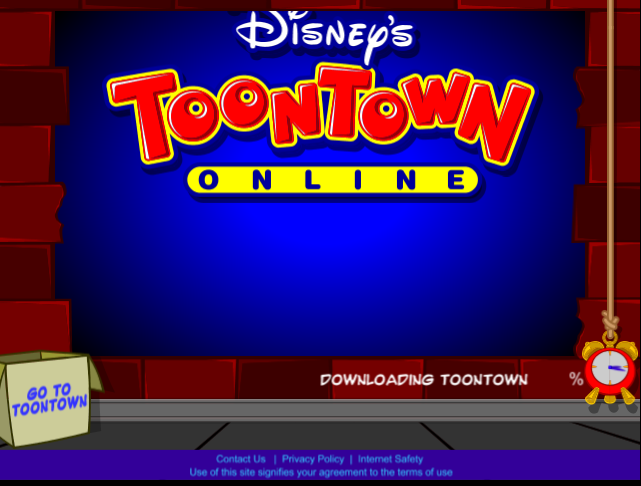 Disney's
TOONTOWN
ONLINE
DOWNLOADING TOONTOWN %
GO TO
TOONTOWN
Contact Us | Privacy Policy | Internet Safety
Use of this site signifies your agreement to the terms of use